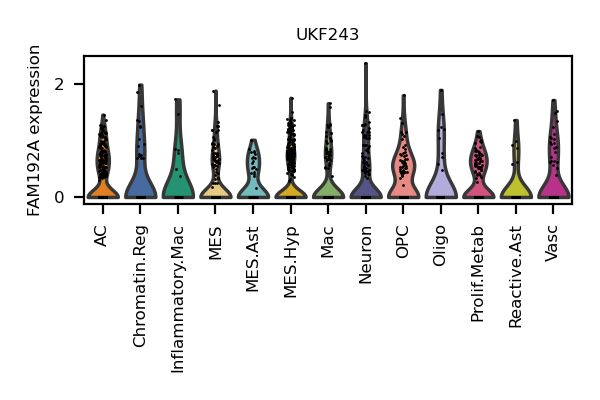 UKF243
FAM192A expression
2
0
AC
Chromatin.Reg
Inflammatory.Mac
MES
MES.Ast
MES.Hyp
Mac
Neuron
OPC
Oligo
Prolif.Metab
Reactive.Ast
Vasc